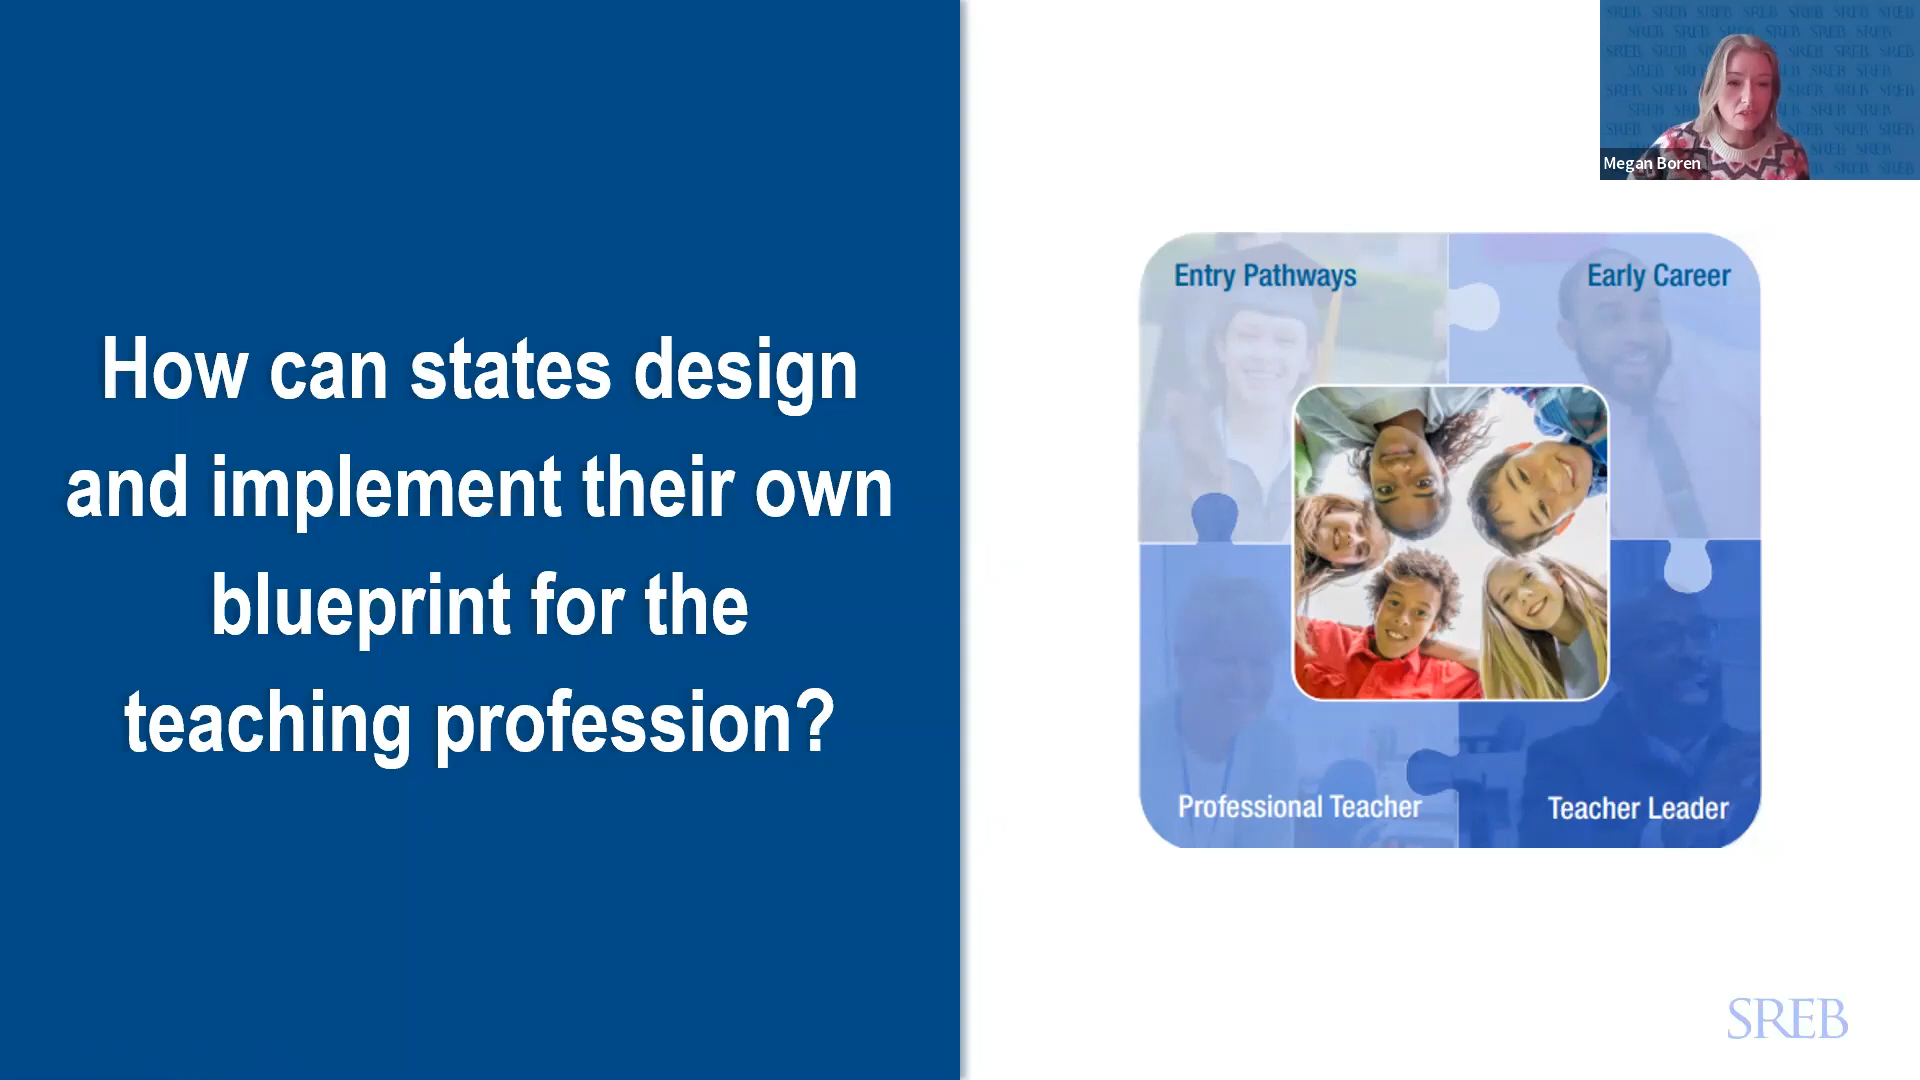 How can states design
and implement their own
blueprint for the
teaching profession?
Megan Boren
Entry Pathways
Early Career
Professional Teacher
Teacher Leader
SREB